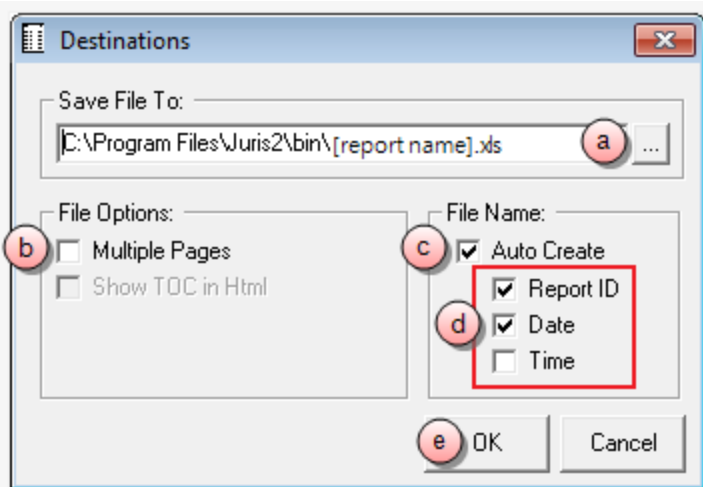 Destinations
Save File To:
C:\Program Files\Juris2\bin\[report name].xls
a
...
File Options:
File Name:
b
Multiple Pages
c
Auto Create
Show TOC in Html
Report ID
d
Date
Time
e
OK
Cancel